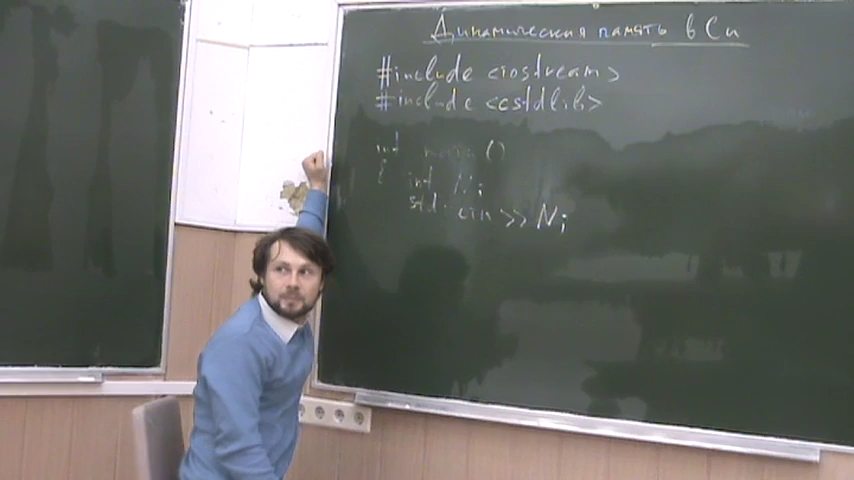 Динамическая память в Си
#include <iostream>
#include <cstdlib>
int main()
{
int N;
std::cin >> N;